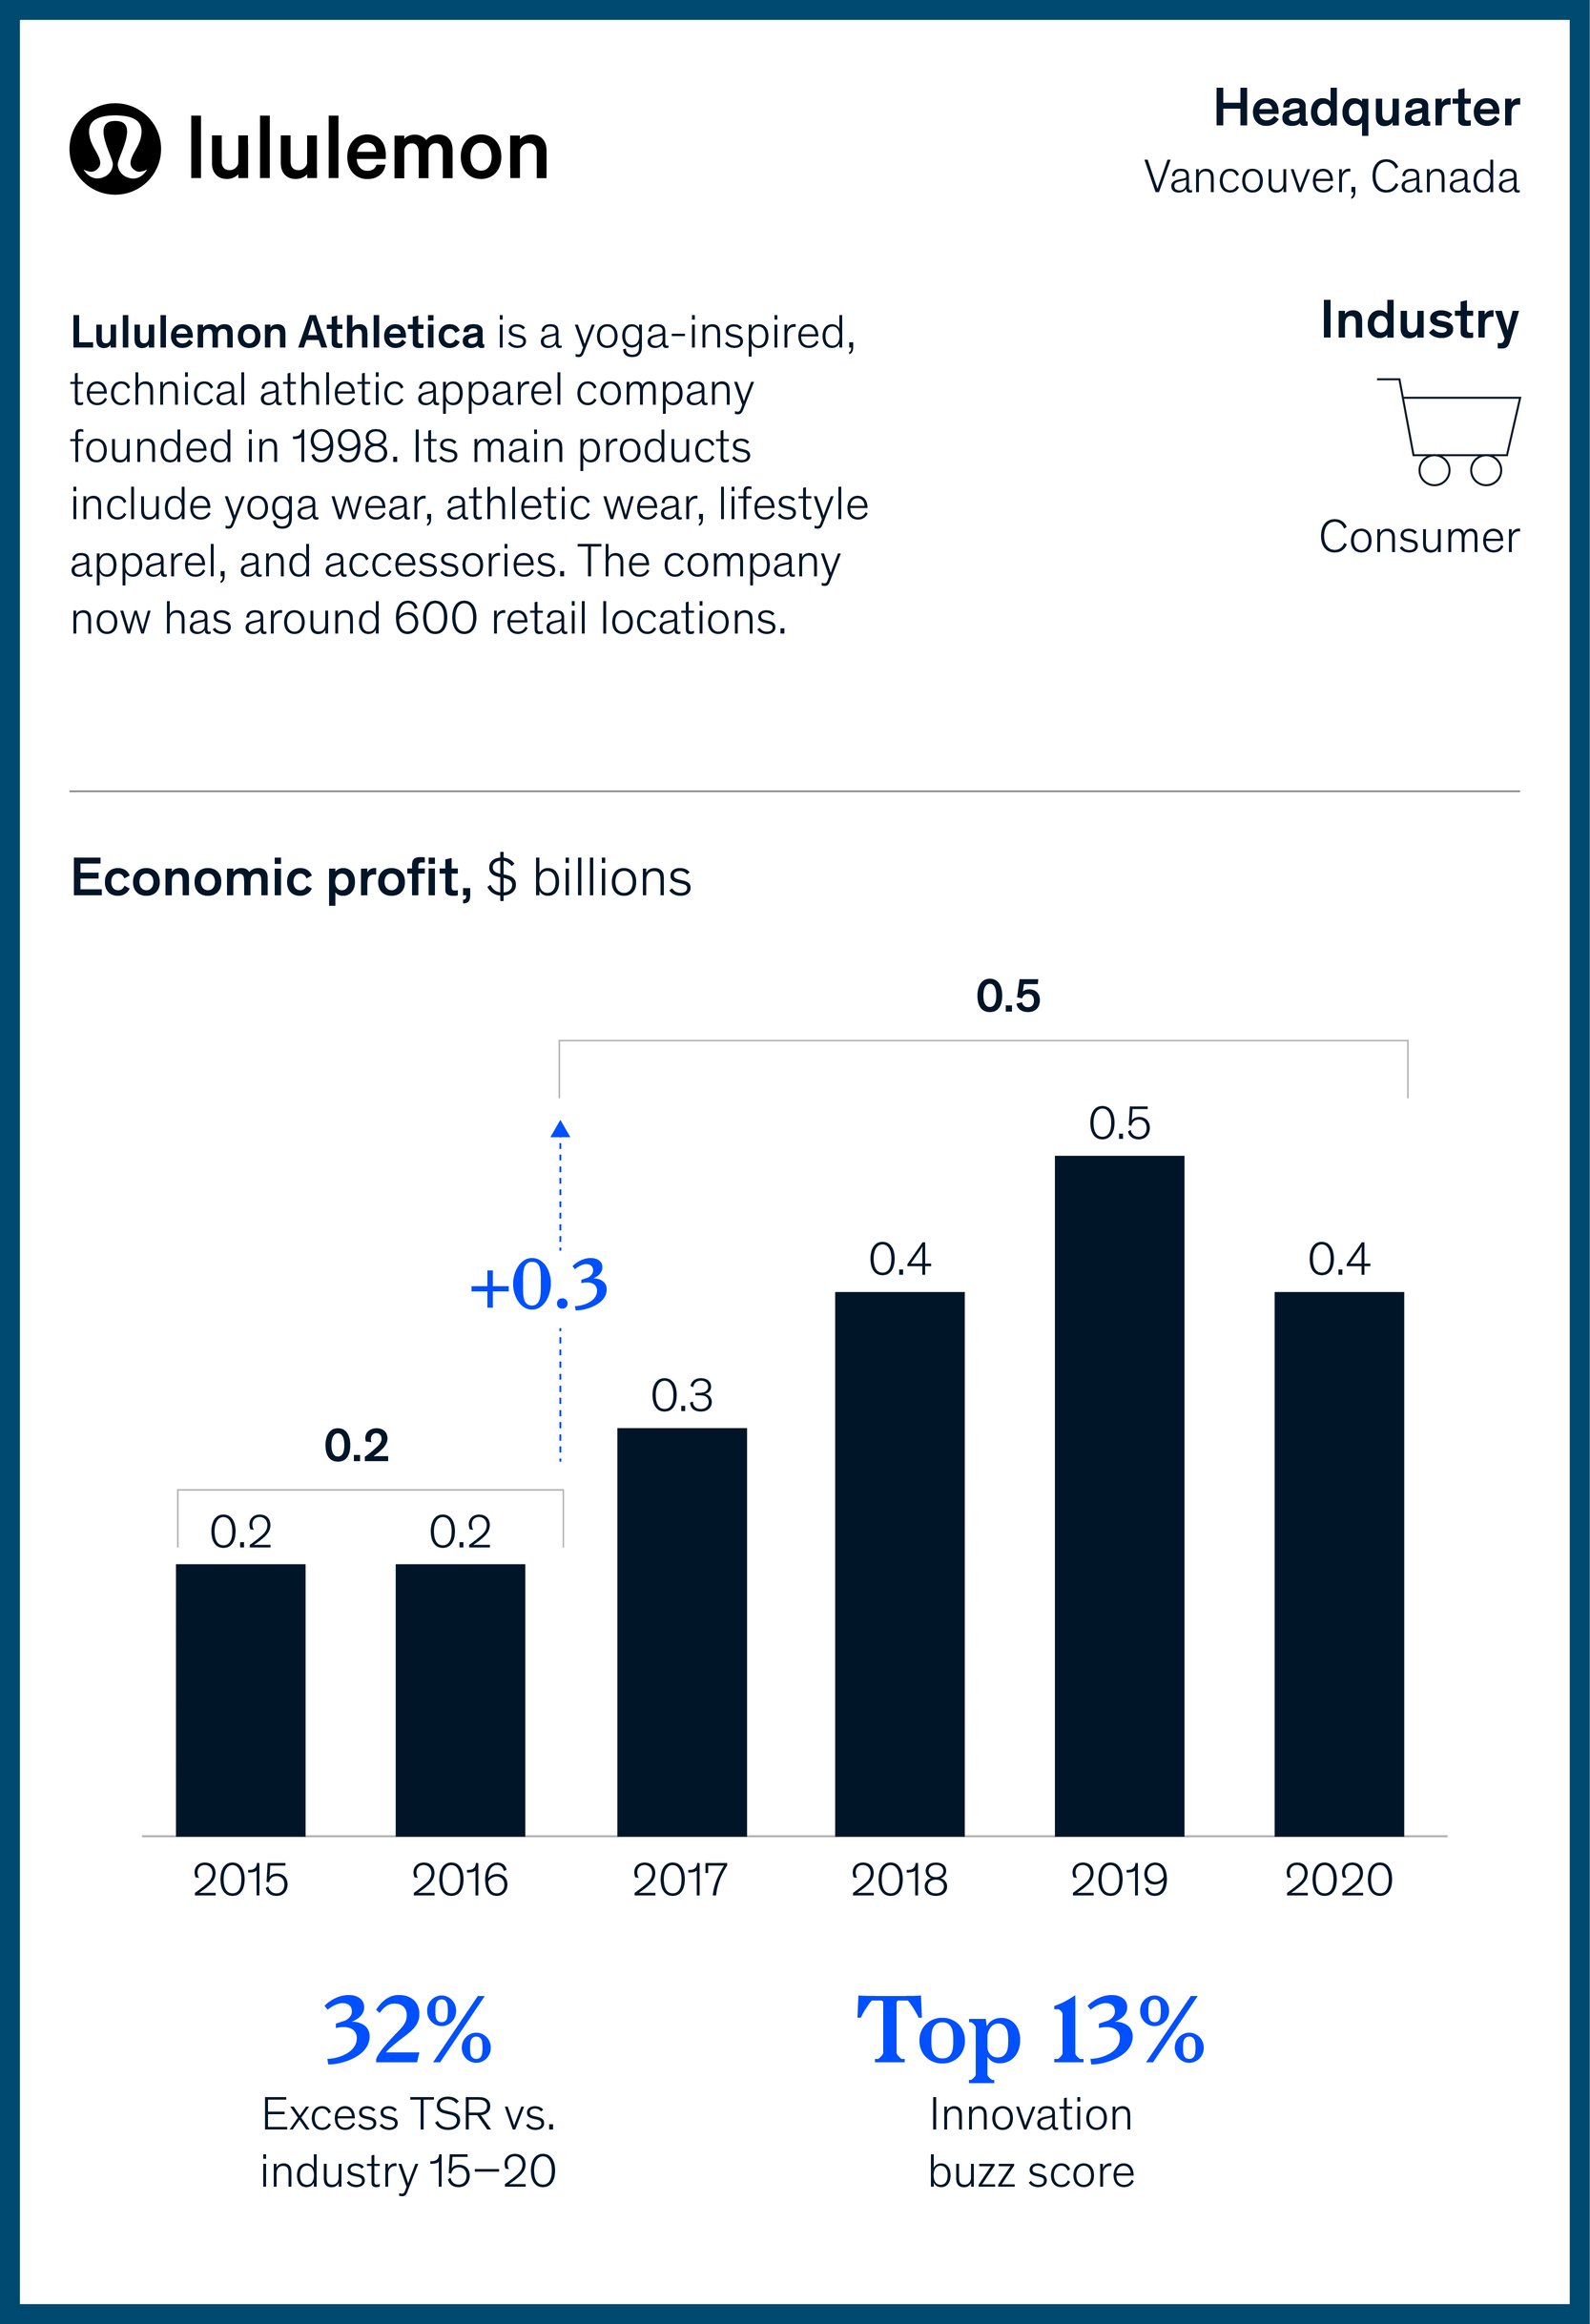 lululemon
Headquarter
Vancouver, Canada
Lululemon Athletica is a yoga-inspired,
technical athletic apparel company
founded in 1998. Its main products
include yoga wear, athletic wear, lifestyle
apparel, and accessories. The company
now has around 600 retail locations.
Industry
Consumer
Economic profit, $ billions
0.5
0.5
0.4
0.4
+0.3
0.3
0.2
0.2
0.2
2015
2016
2017
2018
2019
2020
32%
Excess TSR vs.
industry 15–20
Top 13%
Innovation
buzz score